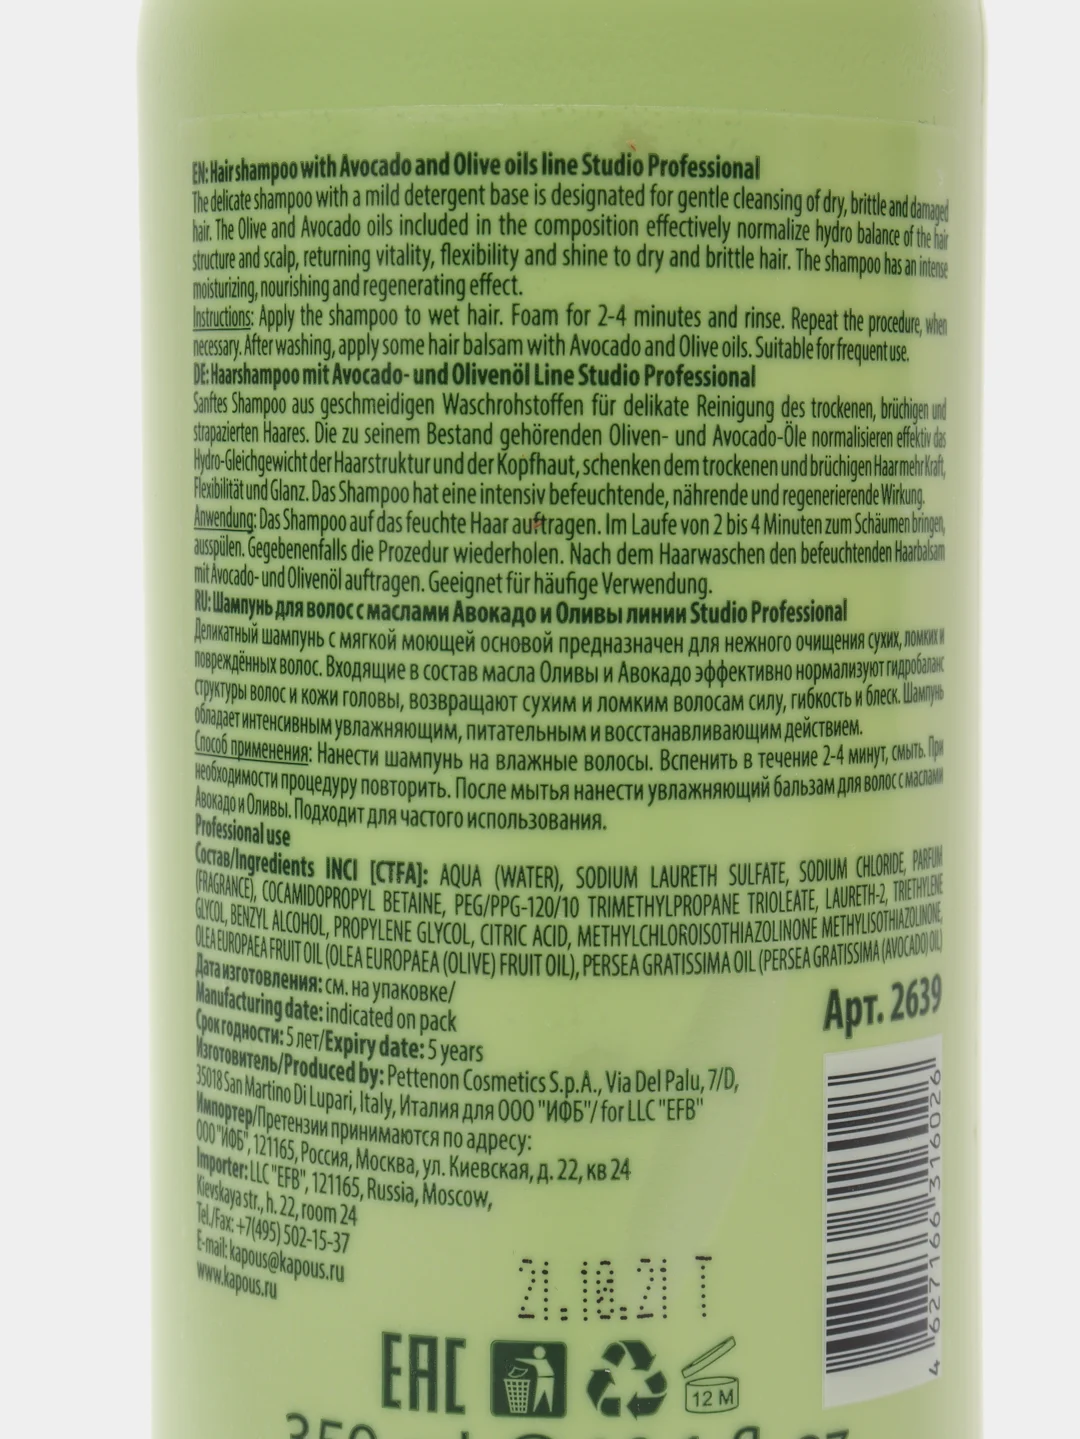 EN: Hair shampoo with Avocado and Olive oils line Studio Professional
The delicate shampoo with a mild detergent base is designated for gentle cleansing of dry, brittle and damaged
hair. The Olive and Avocado oils included in the composition effectively normalize hydro balance of the hair
structure and scalp, returning vitality, flexibility and shine to dry and brittle hair. The shampoo has an intense
moisturizing, nourishing and regenerating effect.
Instructions: Apply the shampoo to wet hair. Foam for 2-4 minutes and rinse. Repeat the procedure, when
necessary. After washing, apply some hair balsam with Avocado and Olive oils. Suitable for frequent use.
DE: Haarshampoo mit Avocado- und Olivenöl Line Studio Professional
Sanftes Shampoo aus geschmeidigen Waschrohstoffen für delikate Reinigung des trockenen, brüchigen und
strapazierten Haares. Die zu seinem Bestand gehörenden Oliven- und Avocado-Öle normalisieren effektiv das
Hydro-Gleichgewicht der Haarstruktur und der Kopfhaut, schenken dem trockenen und brüchigen Haar mehr Kraft,
Flexibilität und Glanz. Das Shampoo hat eine intensiv befeuchtende, nährende und regenerierende Wirkung.
Anwendung: Das Shampoo auf das feuchte Haar auftragen. Im Laufe von 2 bis 4 Minuten zum Schäumen bringen,
ausspülen. Gegebenenfalls die Prozedur wiederholen. Nach dem Haarwaschen den befeuchtenden Haarbalsam
mit Avocado- und Olivenöl auftragen. Geeignet für häufige Verwendung.
RU: Шампунь для волос с маслами Авокадо и Оливы линии Studio Professional
Деликатный шампунь с мягкой моющей основой предназначен для нежного очищения сухих, ломких и
повреждённых волос. Входящие в состав масла Оливы и Авокадо эффективно нормализуют гидробаланс
структуры волос и кожи головы, возвращают сухим и ломким волосам силу, гибкость и блеск. Шампунь
обладает интенсивным увлажняющим, питательным и восстанавливающим действием.
Способ применения: Нанести шампунь на влажные волосы. Вспенить в течение 2-4 минут, смыть. При
необходимости процедуру повторить. После мытья нанести увлажняющий бальзам для волос с маслами
Авокадо и Оливы. Подходит для частого использования.
Professional use
Состав/Ingredients INCI [CTFA]: AQUA (WATER), SODIUM LAURETH SULFATE, SODIUM CHLORIDE, PARFUM
(FRAGRANCE), COCAMIDOPROPYL BETAINE, PEG/PPG-120/10 TRIMETHYLPROPANE TRIOLEATE, LAURETH-2, TRIETHYLENE
GLYCOL, BENZYL ALCOHOL, PROPYLENE GLYCOL, CITRIC ACID, METHYLCHLOROISOTHIAZOLINONE METHYLISOTHIAZOLINONE,
OLEA EUROPAEA FRUIT OIL (OLEA EUROPAEA (OLIVE) FRUIT OIL), PERSEA GRATISSIMA OIL (PERSEA GRATISSIMA (AVOCADO) OIL)
Дата изготовления: см. на упаковке/
Manufacturing date: indicated on pack
Срок годности: 5 лет/Expiry date: 5 years
Изготовитель/Produced by: Pettenon Cosmetics S.p.A., Via Del Palu, 7/D,
35018 San Martino Di Lupari, Italy, Италия для ООО "ИФБ"/ for LLC "EFB"
Импортер/Претензии принимаются по адресу:
ООО "ИФБ", 121165, Россия, Москва, ул. Киевская, д. 22, кв 24
Importer: LLC "EFB", 121165, Russia, Moscow,
Kievskaya str., h. 22, room 24
Tel./Fax: +7(495) 502-15-37
E-mail: kapous@kapous.ru
www.kapous.ru
Арт. 2639
4 627166 316026
21.10.21 T
EAC
12 M